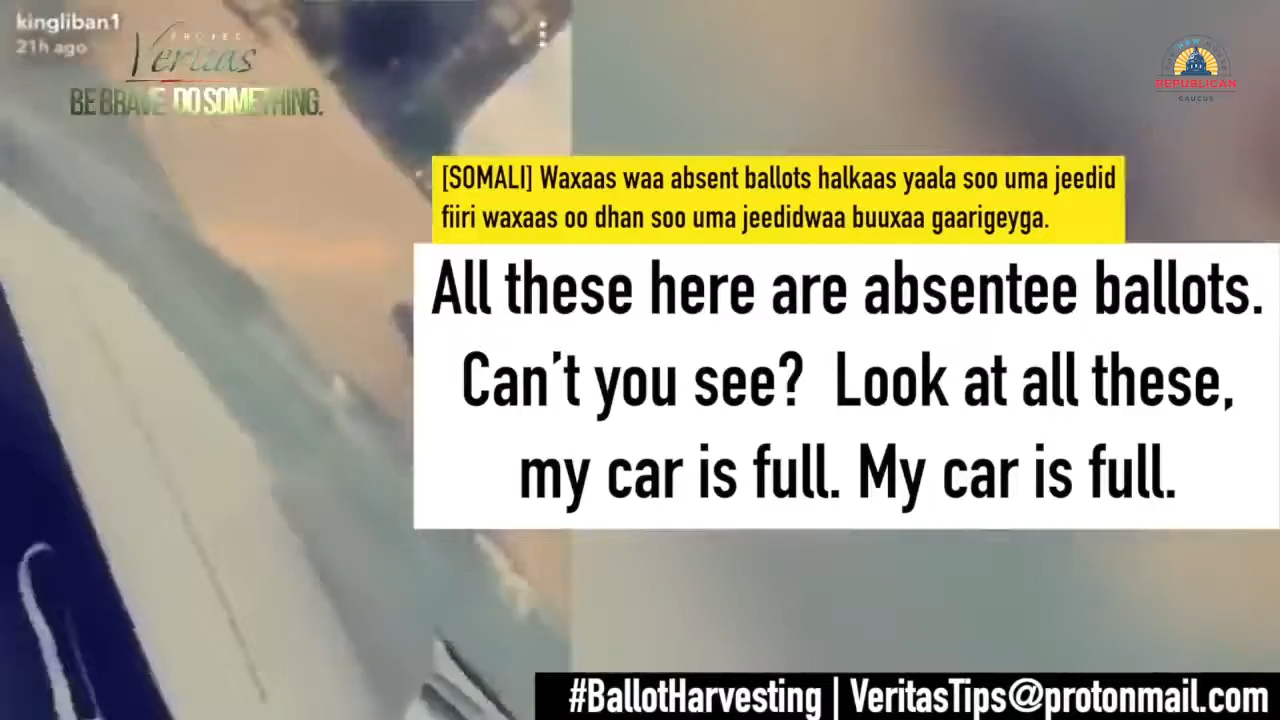 kingliban1
21h ago
PROJECT
Veritas
BE BRAVE. DO SOMETHING.
REPUBLICAN
CAUCUS
[SOMALI] Waxaas waa absent ballots halkaas yaala soo uma jeedid
fiiri waxaas oo dhan soo uma jeedidwaa buuxaa gaarigeyga.
All these here are absentee ballots.
Can't you see? Look at all these,
my car is full. My car is full.
#BallotHarvesting | VeritasTips@protonmail.com